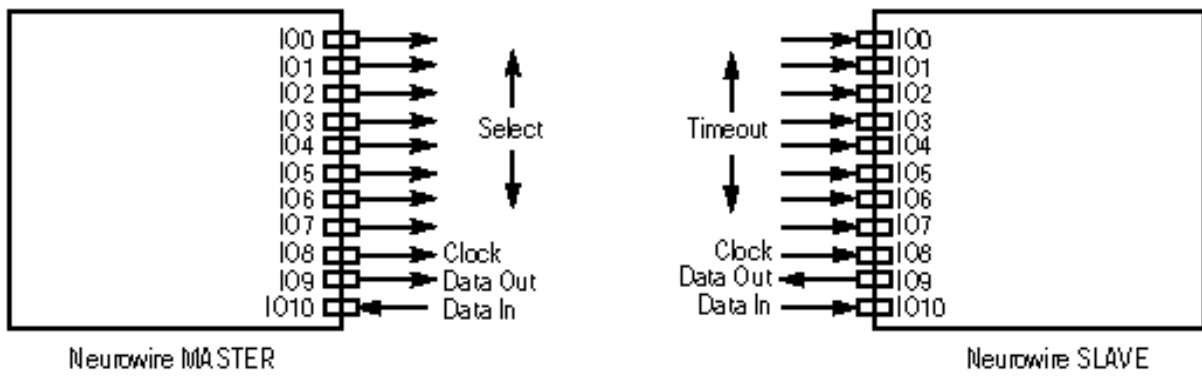 IO0
IO1
IO2
IO3
IO4
IO5
IO6
IO7
IO8
IO9
IO10
Select
Clock
Data Out
Data In
Neurowire MASTER
IO0
IO1
IO2
IO3
IO4
IO5
IO6
IO7
IO8
IO9
IO10
Timeout
Clock
Data Out
Data In
Neurowire SLAVE